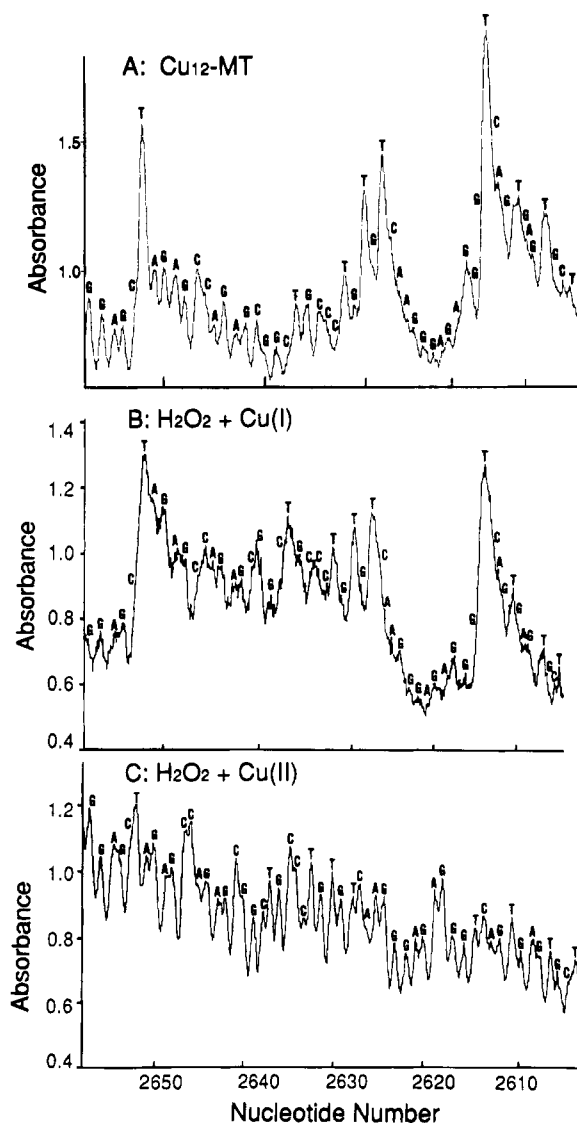 A: Cu12-MT
G G A G C T A G A G C C A G A G C G G C T G C C C T G T G T C
T C A G T G A G T G C T
1.5
1.0
Absorbance
B: H2O2 + Cu(I)
G G A G C T A G A G C C A G A G C G G C T G C C C T G T G T C
T C A G T G A G T G C T
1.4
1.2
1.0
0.8
0.6
0.4
Absorbance
C: H2O2 + Cu(II)
G G A G C T A G A G C C A G A G C G G C T G C C C T G T G
1.2
1.0
0.8
0.6
0.4
Absorbance
2650 2640 2630 2620 2610
Nucleotide Number